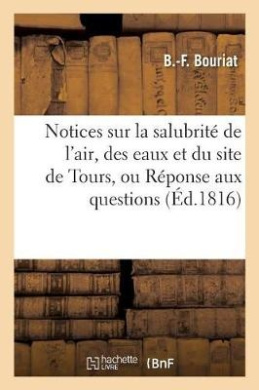 B.-F. Bouriat
Notices sur la salubrité de
l'air, des eaux et du site
de Tours, ou Réponse aux
questions (Éd.1816)
hachette
LIVRE
{BnF